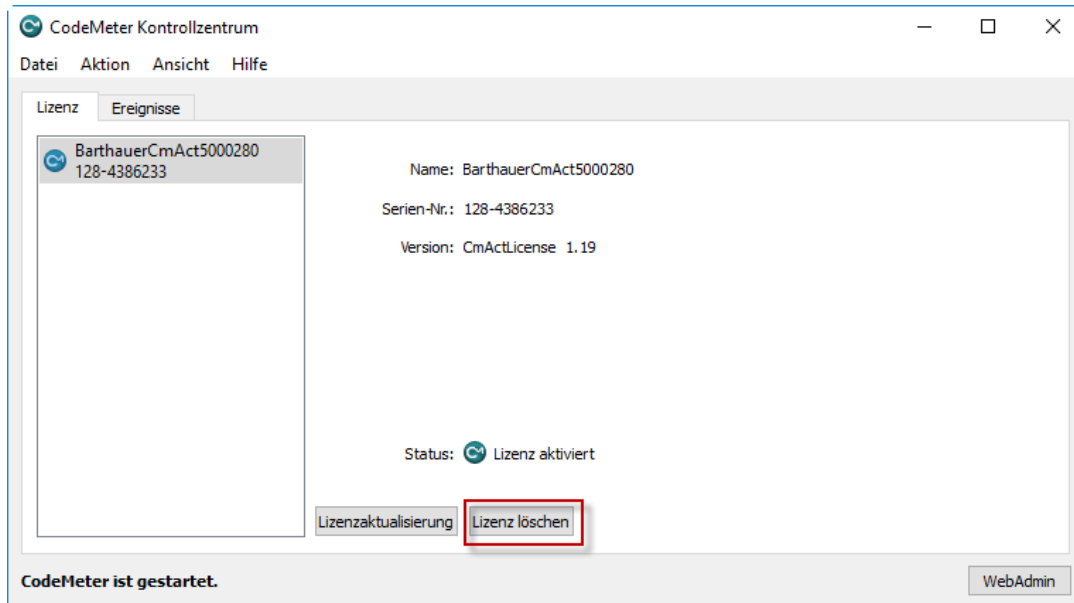 CodeMeter Kontrollzentrum
Datei Aktion Ansicht Hilfe
Lizenz Ereignisse
BarthauerCmAct5000280
128-4386233
Name: BarthauerCmAct5000280
Serien-Nr.: 128-4386233
Version: CmActLicense 1.19
Status: Lizenz aktiviert
Lizenzaktualisierung Lizenz löschen
CodeMeter ist gestartet. WebAdmin